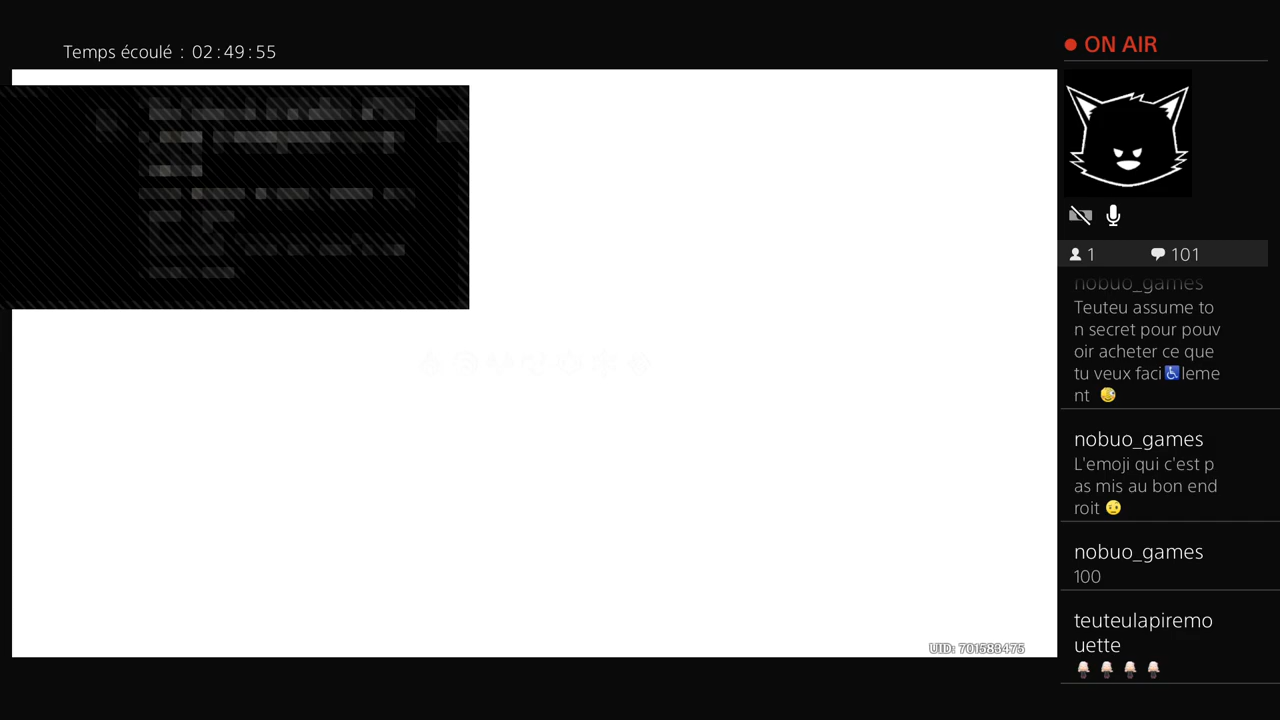 Temps écoulé : 02:49:55
ON AIR
1 101
nobuo_games
Teuteu assume to
n secret pour pouv
oir acheter ce que
tu veux faci♿leme
nt 🧐
nobuo_games
L'emoji qui c'est p
as mis au bon end
roit 🤨
nobuo_games
100
teuteulapiremo
uette
UID: 701583475